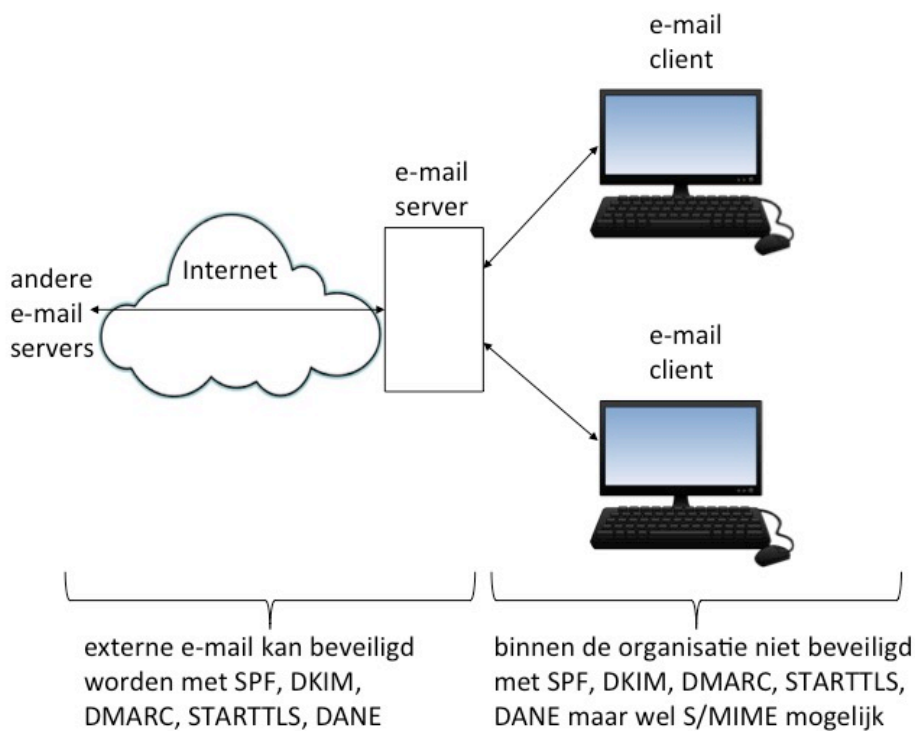 e-mail
client
e-mail
server
Internet
andere
e-mail
servers
e-mail
client
externe e-mail kan beveiligd
worden met SPF, DKIM,
DMARC, STARTTLS, DANE
binnen de organisatie niet beveiligd
met SPF, DKIM, DMARC, STARTTLS,
DANE maar wel S/MIME mogelijk